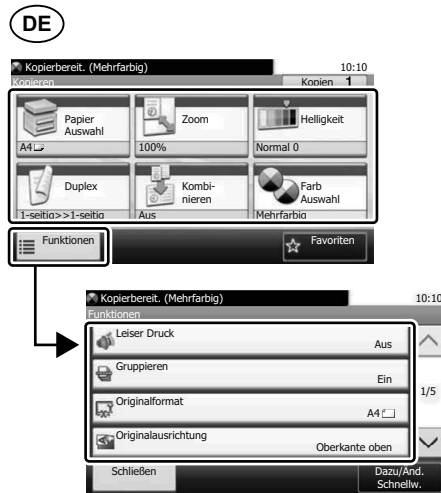 DE
Kopierbereit. (Mehrfarbig) 10:10
Kopieren Kopien 1
Papier Auswahl
A4
Zoom
100%
Helligkeit
Normal 0
Duplex
1-seitig>>1-seitig
Kombi-
nieren
Aus
Farb
Auswahl
Mehrfarbig
Funktionen
Favoriten
Kopierbereit. (Mehrfarbig) 10:10
Funktionen
Leiser Druck
Aus
Gruppieren
Ein
1/5
Originalformat
A4
Originalausrichtung
Oberkante oben
Schließen
Dazu/Änd.
Schnellw.